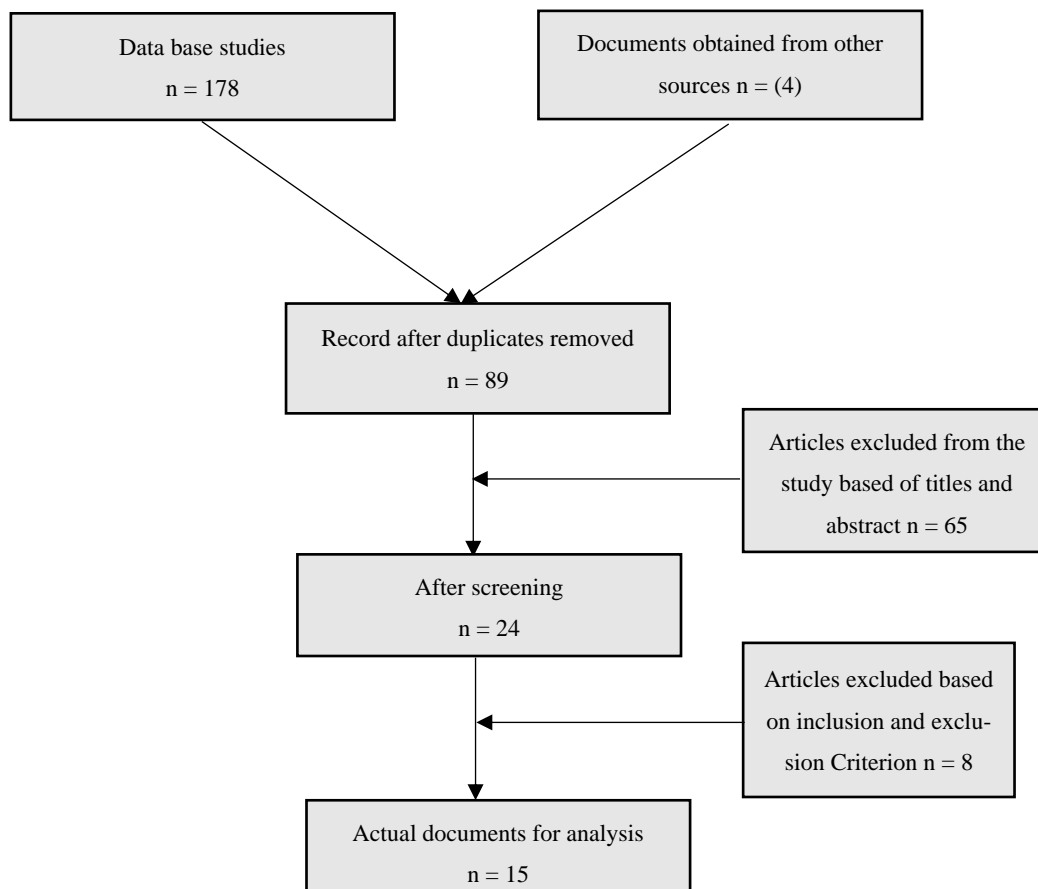 Data base studies
n = 178
Documents obtained from other
sources n = (4)
Record after duplicates removed
n = 89
Articles excluded from the
study based of titles and
abstract n = 65
After screening
n = 24
Articles excluded based
on inclusion and exclu-
sion Criterion n = 8
Actual documents for analysis
n = 15